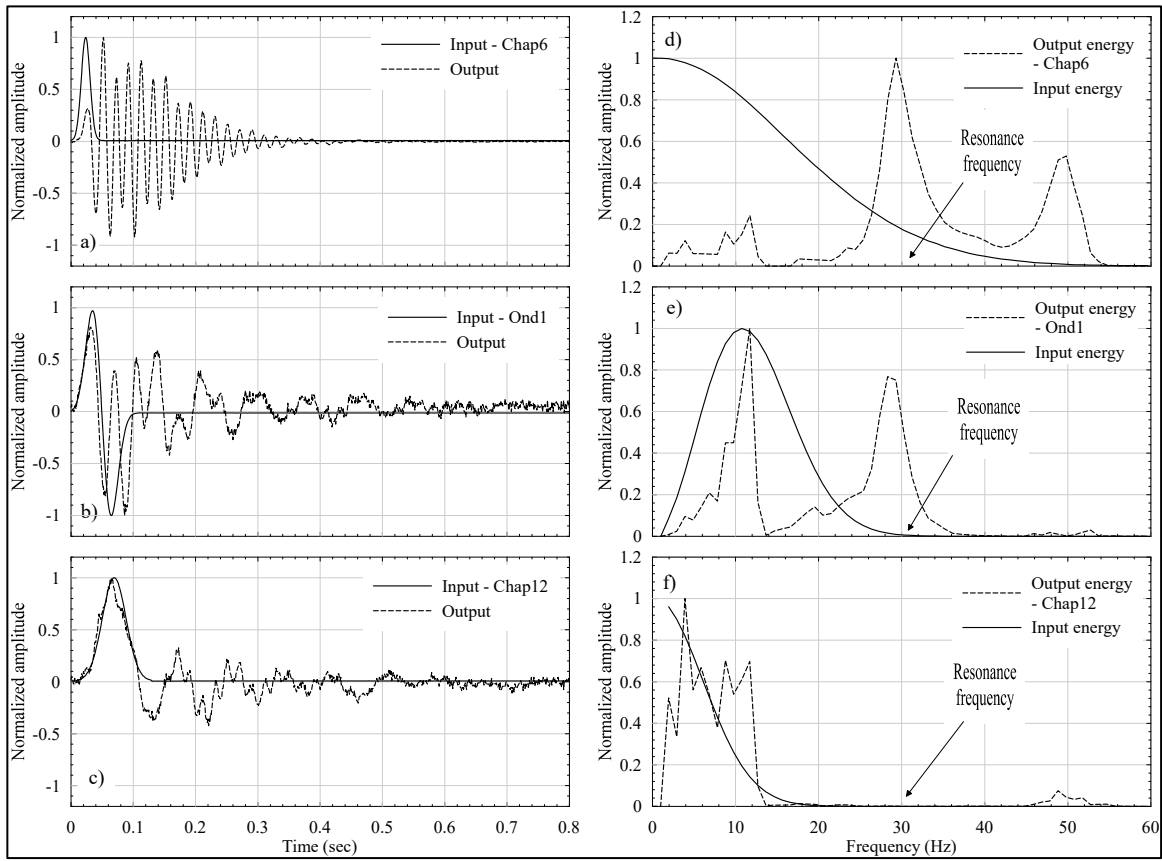 Normalized amplitude
1
0.5
0
-0.5
-1
Input - Chap6
Output
a)
Normalized amplitude
1
0.5
0
-0.5
-1
Input - Ond1
Output
b)
Normalized amplitude
1
0.5
0
-0.5
-1
Input - Chap12
Output
c)
0 0.1 0.2 0.3 0.4 0.5 0.6 0.7 0.8
Time (sec)
Normalized amplitude
1.2
1
0.8
0.6
0.4
0.2
0
d)
Output energy
- Chap6
Input energy
Resonance
frequency
Normalized amplitude
1.2
1
0.8
0.6
0.4
0.2
0
e)
Output energy
- Ond1
Input energy
Resonance
frequency
Normalized amplitude
1.2
1
0.8
0.6
0.4
0.2
0
f)
Output energy
- Chap12
Input energy
Resonance
frequency
0 10 20 30 40 50 60
Frequency (Hz)